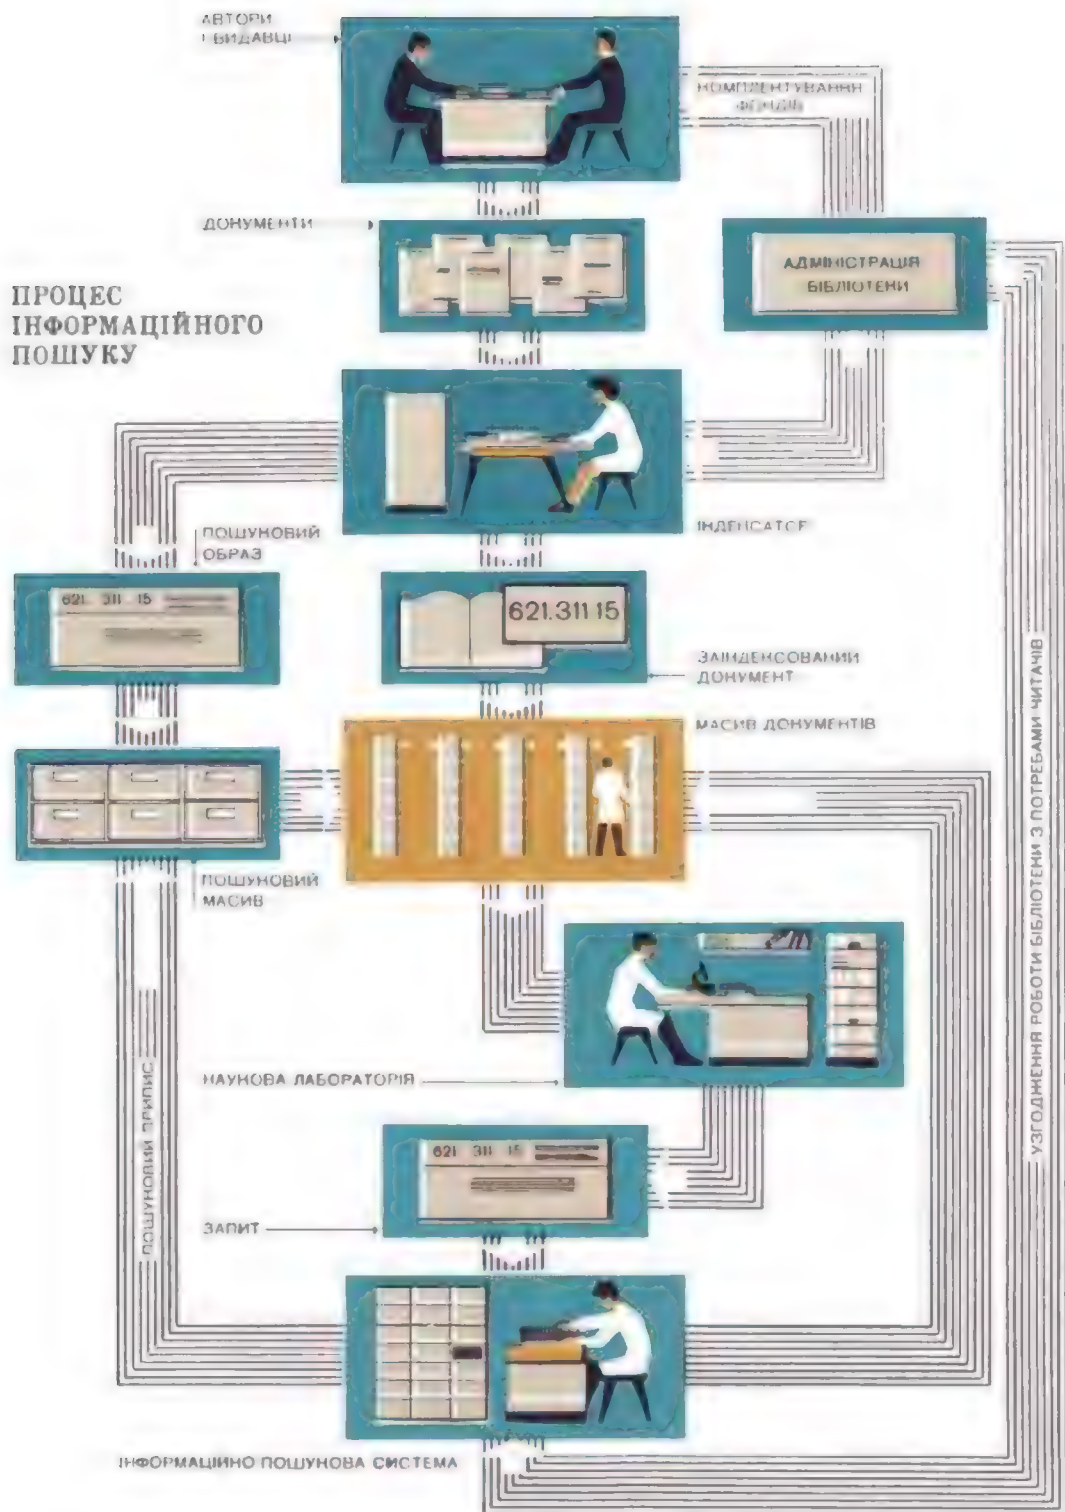 АВТОРИ
І ВИДАВЦІ
КОМПЛЕКТУВАННЯ
ФОНДІВ
ДОКУМЕНТИ
АДМІНІСТРАЦІЯ
БІБЛІОТЕКИ
ПРОЦЕС
ІНФОРМАЦІЙНОГО
ПОШУКУ
ІНДЕКСАТОР
ПОШУКОВИЙ
ОБРАЗ
621. 311 . 15
621.311 15
ЗАІНДЕКСОВАНИЙ
ДОКУМЕНТ
МАСИВ ДОКУМЕНТІВ
ПОШУКОВИЙ
МАСИВ
НАУКОВА ЛАБОРАТОРІЯ
ПОШУКОВИЙ ПРИПИС
УЗГОДЖЕННЯ РОБОТИ БІБЛІОТЕКИ З ПОТРЕБАМИ ЧИТАЧІВ
621. 311 . 15
ЗАПИТ
ІНФОРМАЦІЙНО ПОШУКОВА СИСТЕМА